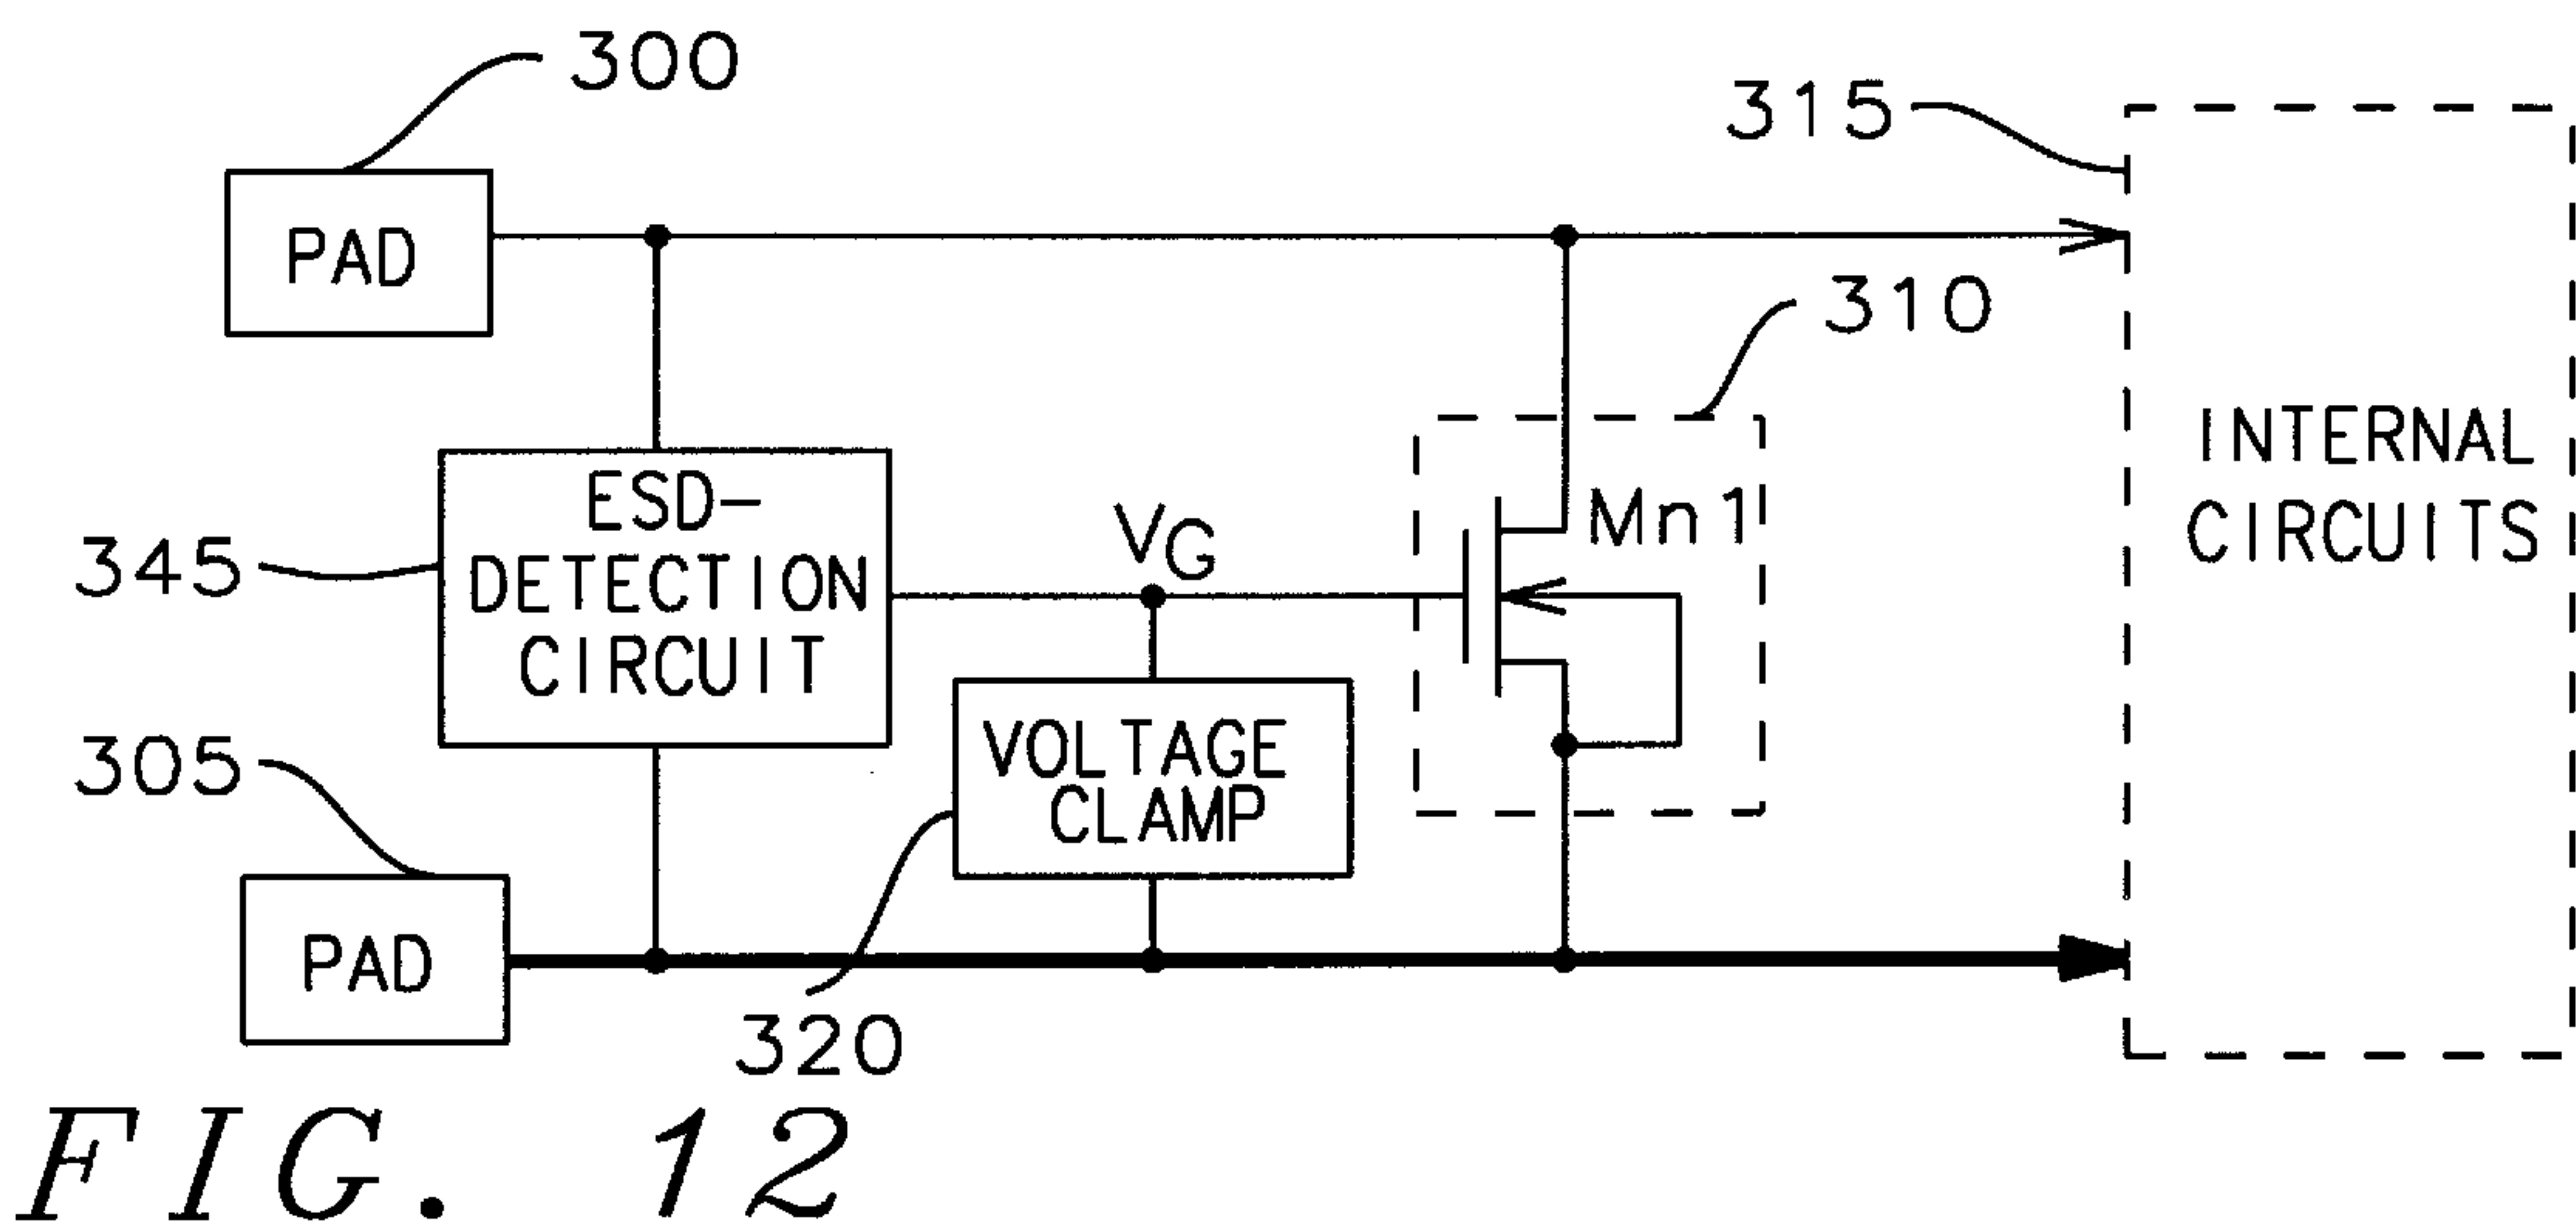 300
315
PAD
310
ESD-
DETECTION
CIRCUIT
345
VG
Mn1
INTERNAL
CIRCUITS
305
VOLTAGE
CLAMP
PAD
320
FIG. 12